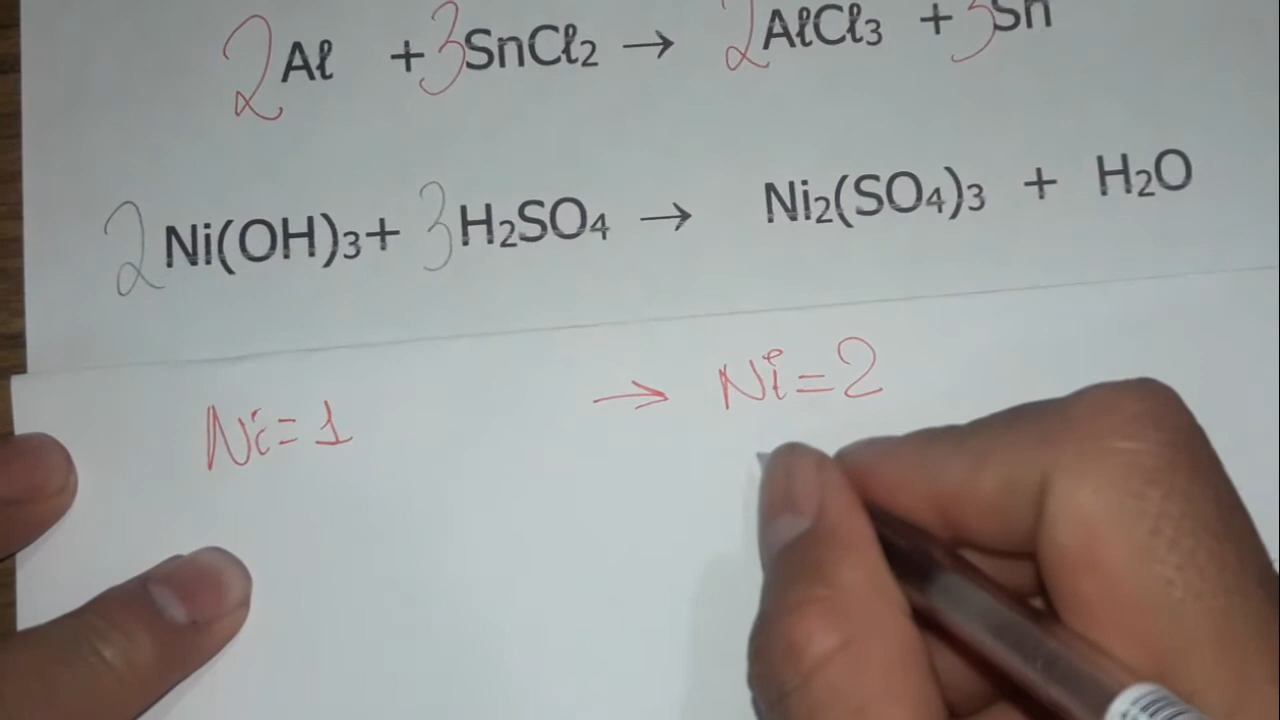 2Al + 3SnCl2 → 2AlCl3 + 3Sn
2Ni(OH)3+ 3H2SO4 → Ni2(SO4)3 + H2O
Ni=1 → Ni=2